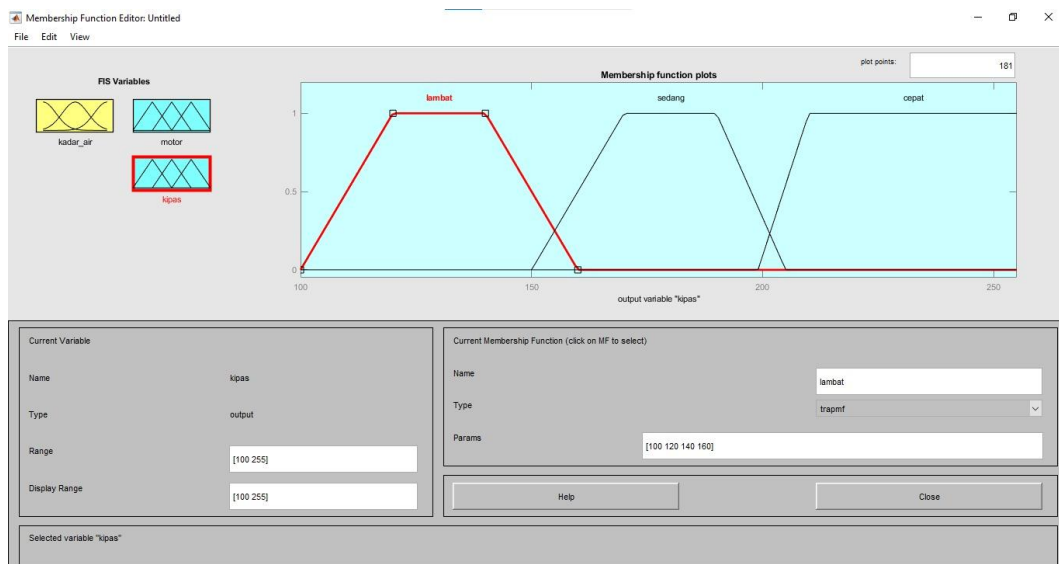 Membership Function Editor: Untitled
File Edit View
FIS Variables
kadar_air
motor
kipas
plot points:
181
Membership function plots
lambat
sedang
cepat
1
0.5
0
100
150
200
250
output variable "kipas"
Current Variable
Name
kipas
Type
output
Range
[100 255]
Display Range
[100 255]
Current Membership Function (click on MF to select)
Name
lambat
Type
trapmf
Params
[100 120 140 160]
Help
Close
Selected variable "kipas"